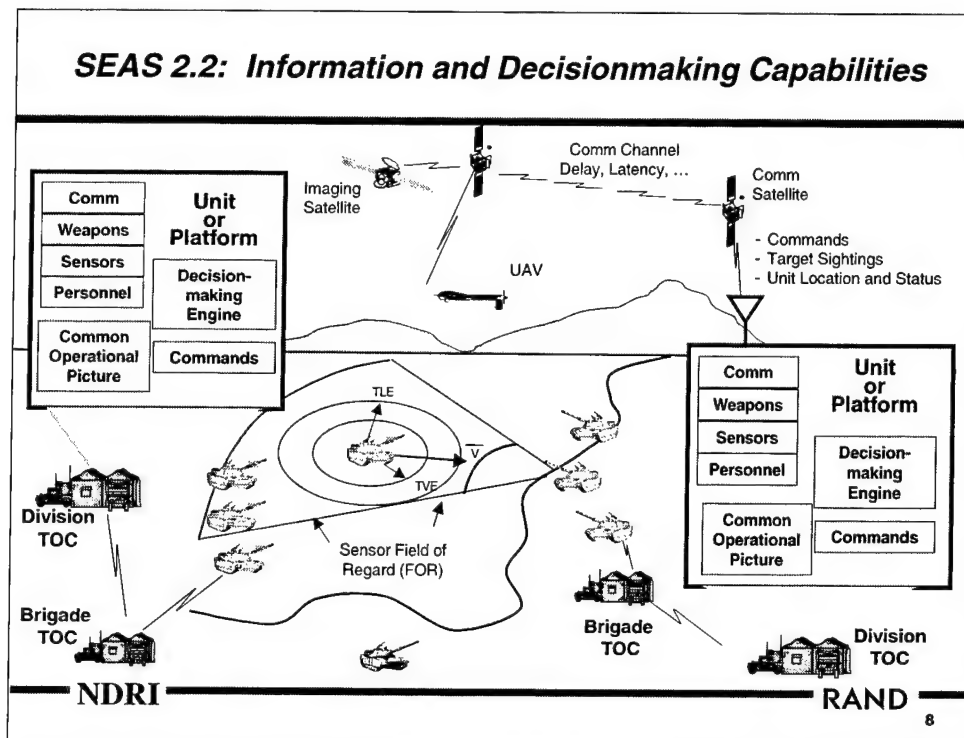 SEAS 2.2: Information and Decisionmaking Capabilities
Comm
Weapons
Sensors
Personnel
Common
Operational
Picture
Unit
or
Platform
Decision-
making
Engine
Commands
Imaging
Satellite
Comm Channel
Delay, Latency, ...
Comm
Satellite
- Commands
- Target Sightings
- Unit Location and Status
UAV
TLE
V
TVE
Sensor Field of
Regard (FOR)
Division
TOC
Brigade
TOC
Comm
Weapons
Sensors
Personnel
Common
Operational
Picture
Unit
or
Platform
Decision-
making
Engine
Commands
Brigade
TOC
Division
TOC
NDRI
RAND
8